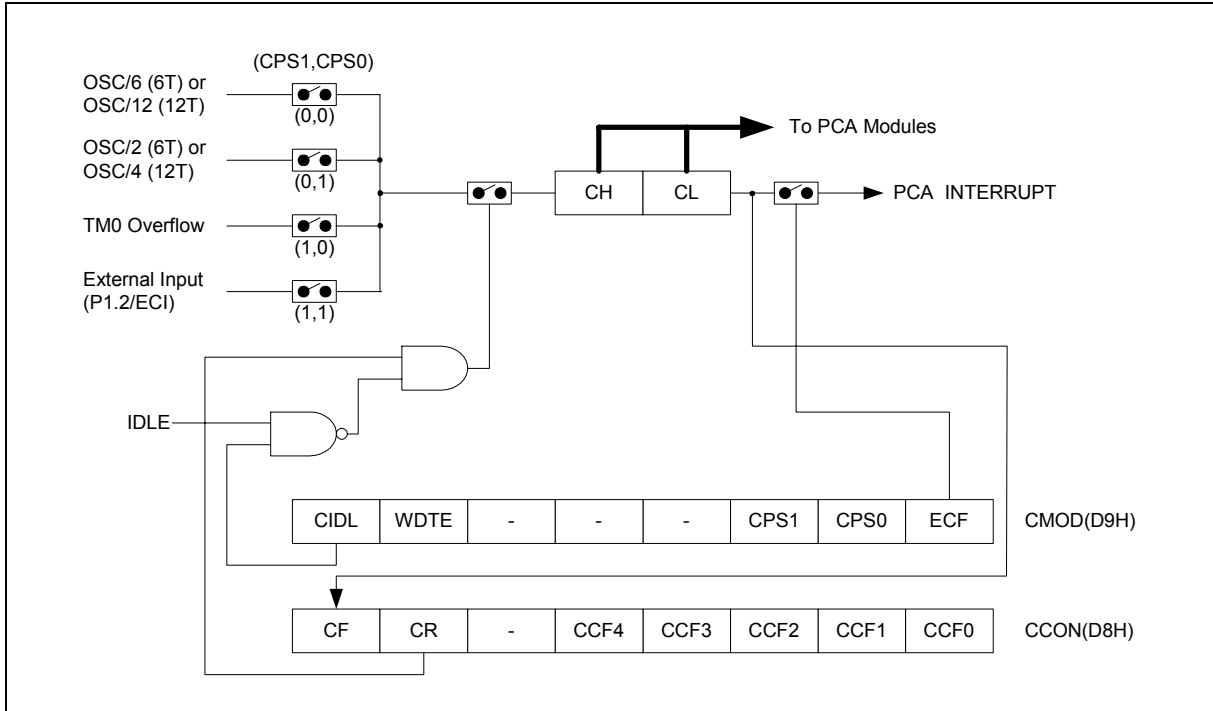 (CPS1,CPS0)
OSC/6 (6T) or
OSC/12 (12T)
(0,0)
OSC/2 (6T) or
OSC/4 (12T)
(0,1)
TM0 Overflow
(1,0)
External Input
(P1.2/ECI)
(1,1)
To PCA Modules
CH CL
PCA INTERRUPT
IDLE
CIDL WDTE - - - CPS1 CPS0 ECF CMOD(D9H)
CF CR - CCF4 CCF3 CCF2 CCF1 CCF0 CCON(D8H)